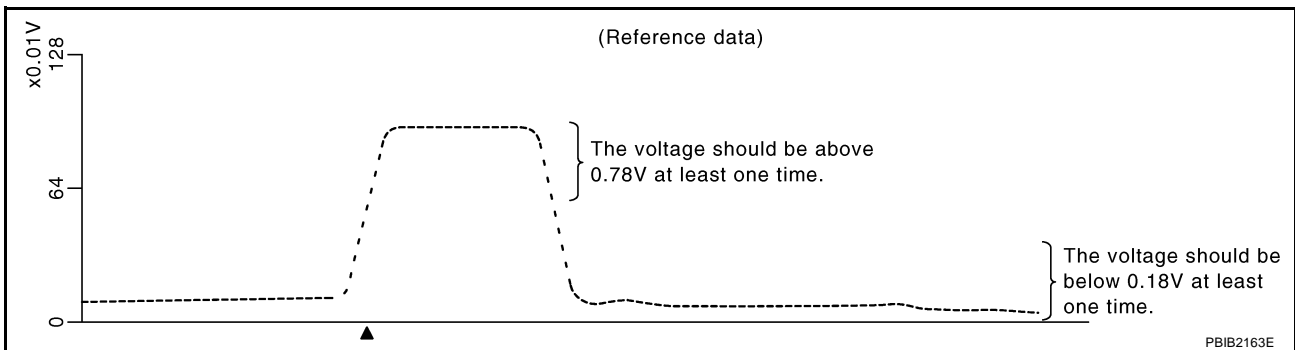 (Reference data)
x0.01V
128
64
0
The voltage should be above
0.78V at least one time.
The voltage should be
below 0.18V at least
one time.
PBIB2163E